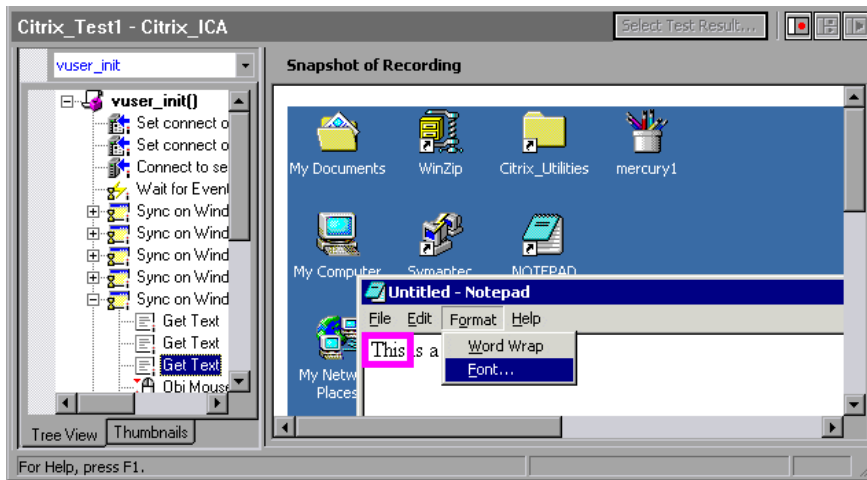 Citrix_Test1 - Citrix_ICA
Select Test Result...
vuser_init
Snapshot of Recording
vuser_init()
Set connect o
Set connect o
Connect to se
Wait for Event
Sync on Wind
Sync on Wind
Sync on Wind
Sync on Wind
Sync on Wind
Get Text
Get Text
Get Text
Obj Mouse
Tree View
Thumbnails
My Documents
WinZip
Citrix_Utilities
mercury1
My Computer
Symantec
NOTEPAD
My Netw
Places
Untitled - Notepad
File Edit Format Help
This is a
Word Wrap
Font...
For Help, press F1.